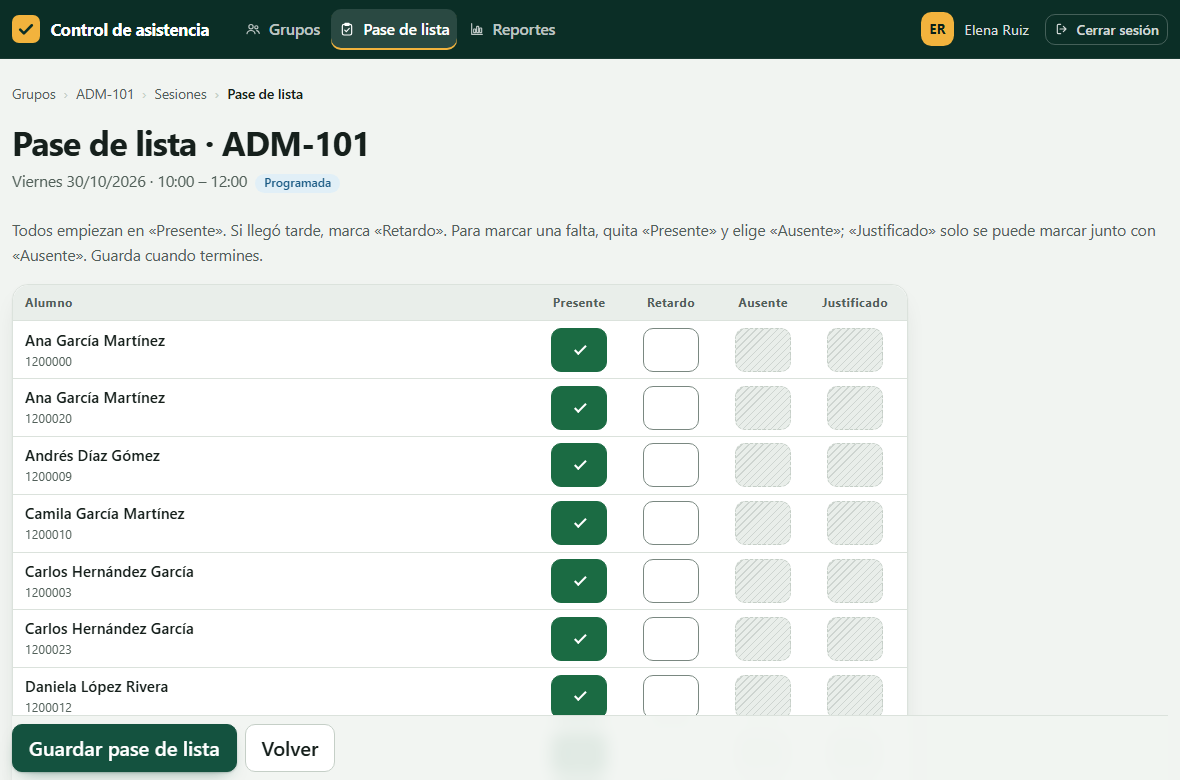 Control de asistencia
Grupos
Pase de lista
Reportes
ER
Elena Ruiz
Cerrar sesión
Grupos › ADM-101 › Sesiones › Pase de lista
Pase de lista · ADM-101
Viernes 30/10/2026 · 10:00 – 12:00 Programada
Todos empiezan en «Presente». Si llegó tarde, marca «Retardo». Para marcar una falta, quita «Presente» y elige «Ausente»; «Justificado» solo se puede marcar junto con
«Ausente». Guarda cuando termines.
Alumno Presente Retardo Ausente Justificado
Ana García Martínez
1200000
Ana García Martínez
1200020
Andrés Díaz Gómez
1200009
Camila García Martínez
1200010
Carlos Hernández García
1200003
Carlos Hernández García
1200023
Daniela López Rivera
1200012
Guardar pase de lista
Volver